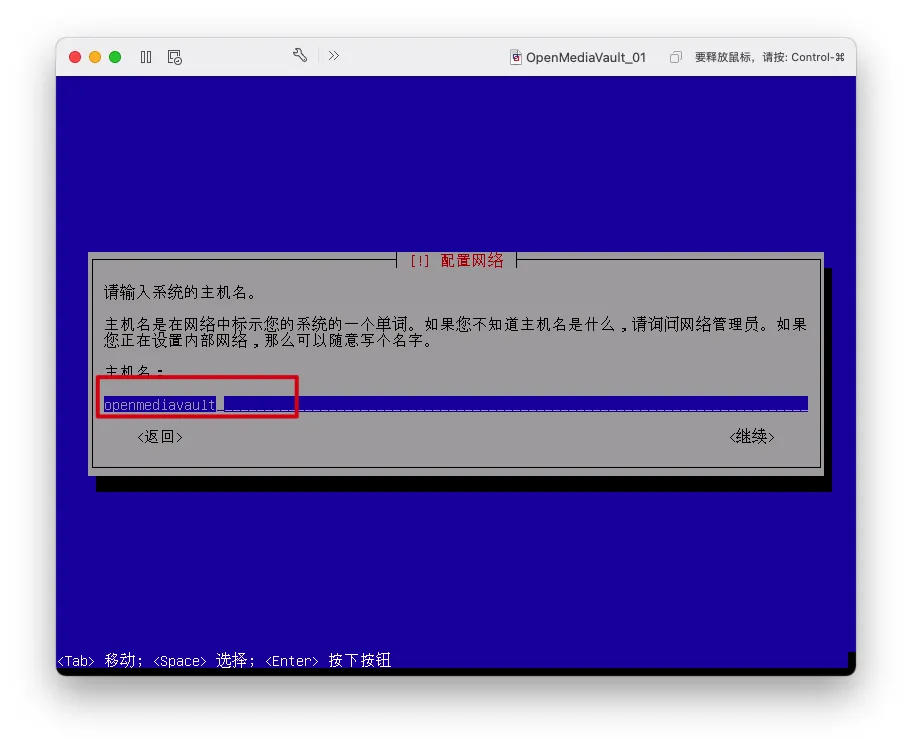 OpenMediaVault_01
要释放鼠标，请按: Control-⌘
[!] 配置网络
请输入系统的主机名。
主机名是在网络中标示您的系统的一个单词。如果您不知道主机名是什么，请询问网络管理员。如果
您正在设置内部网络，那么可以随意写个名字。
主机名：
openmediavault
<返回> <继续>
<Tab> 移动; <Space> 选择; <Enter> 按下按钮